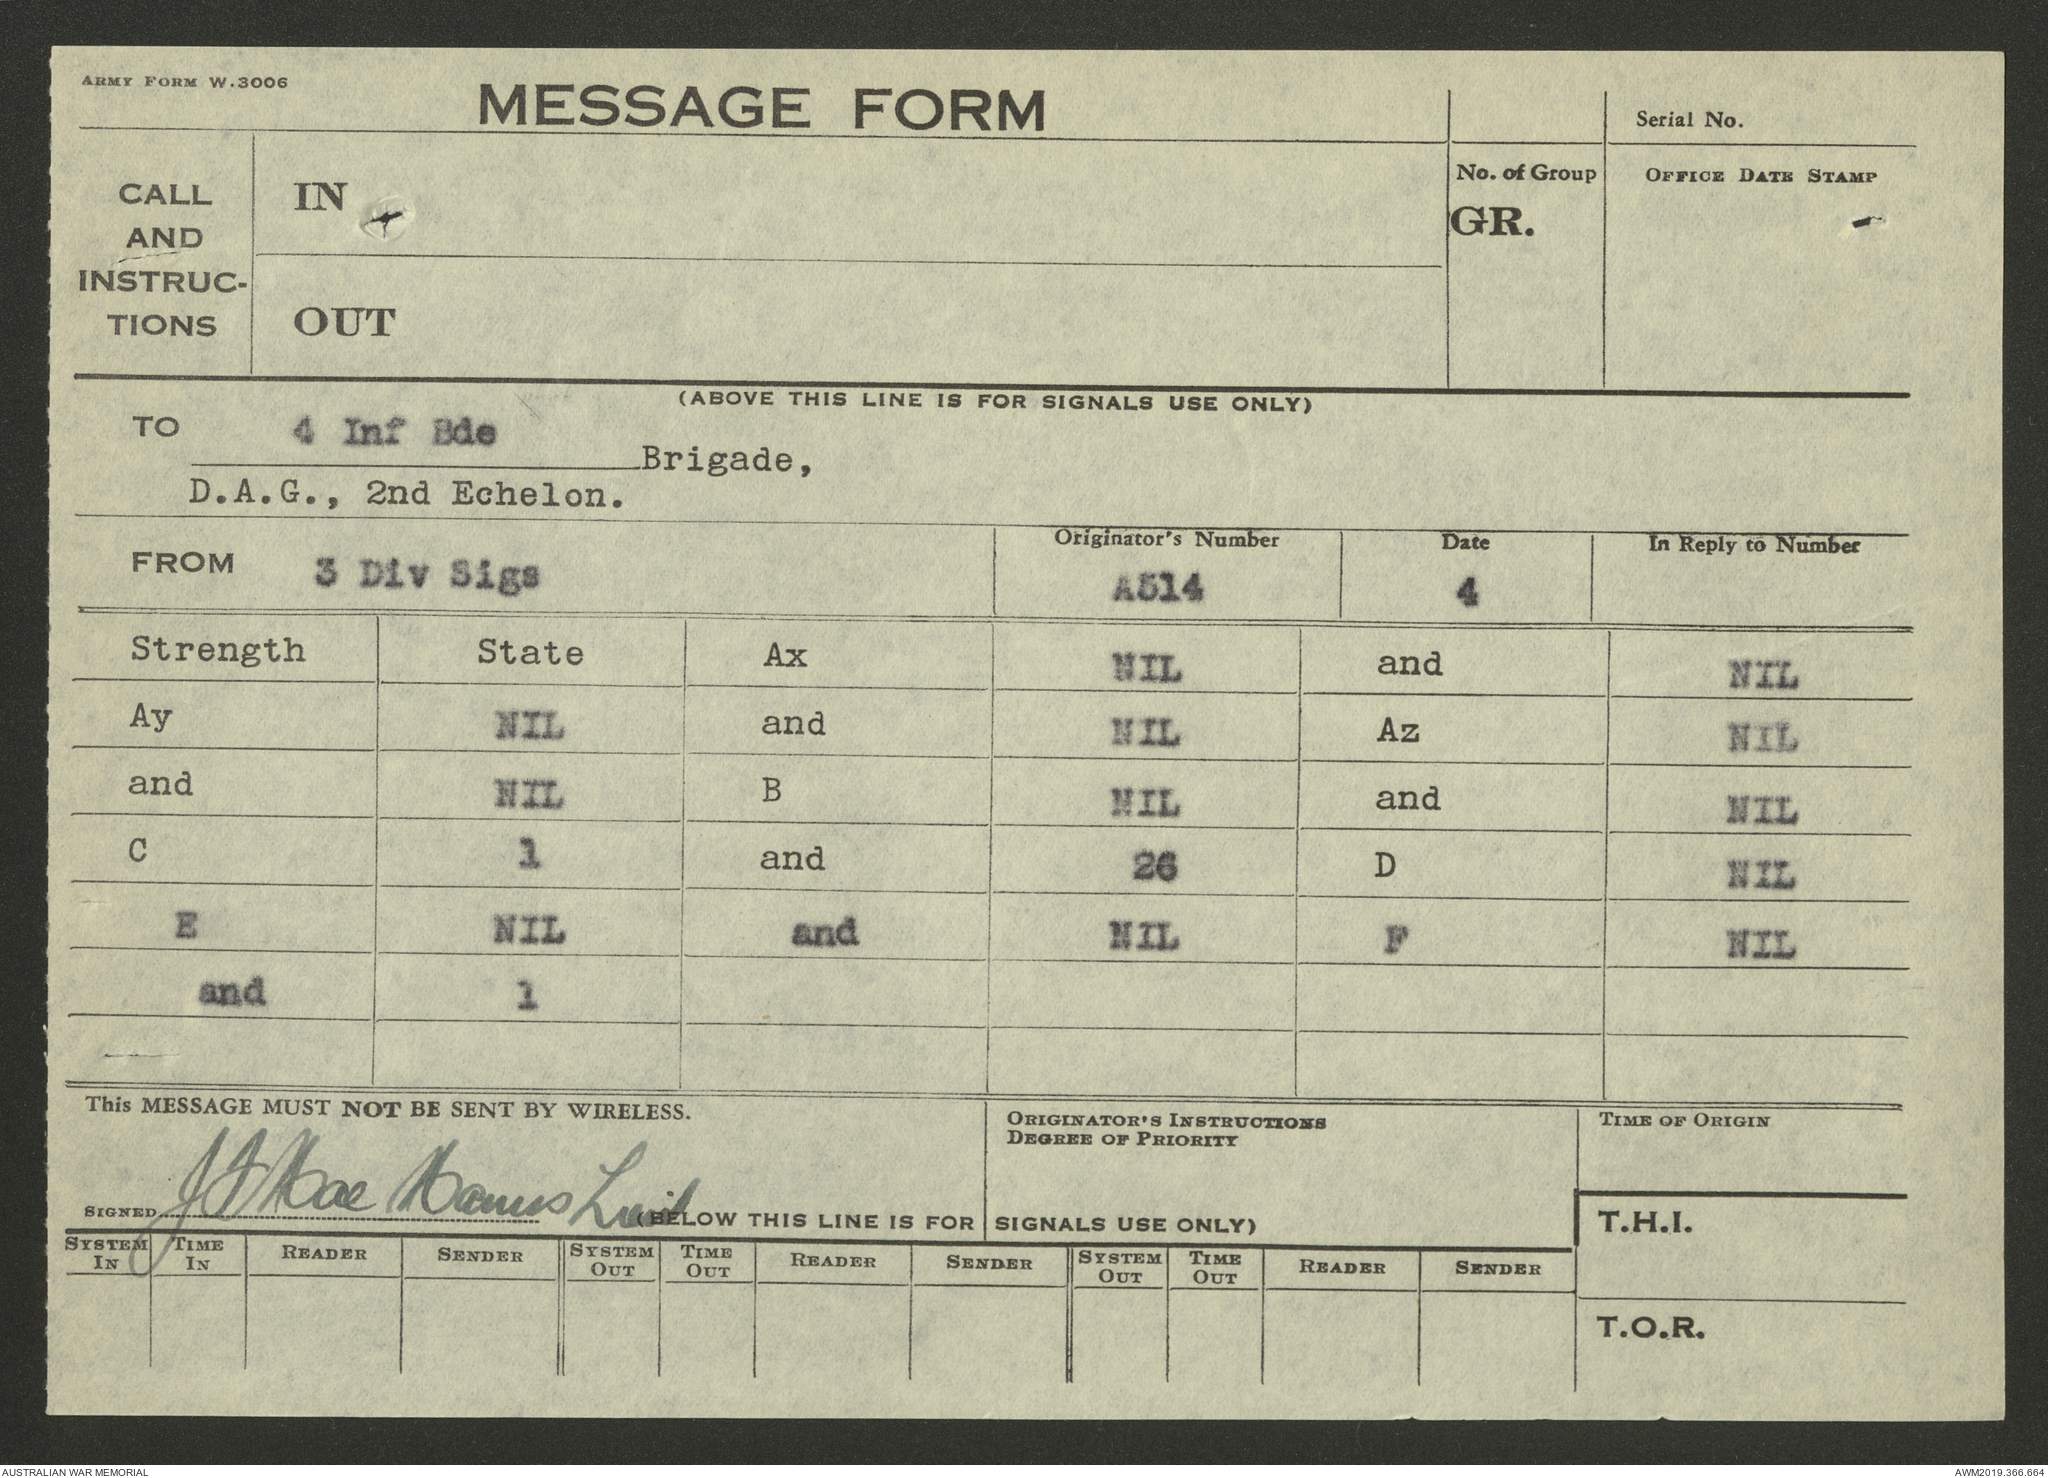 ARMY FORM W.3006
MESSAGE FORM
Serial No.
CALL
AND
INSTRUC-
TIONS
IN
OUT
No. of Group
GR.
OFFICE DATE STAMP
(ABOVE THIS LINE IS FOR SIGNALS USE ONLY)
TO 4 Inf Bde Brigade,
D.A.G., 2nd Echelon.
FROM 3 Div Sigs
Originator's Number
A514
Date
4
In Reply to Number
Strength State Ax NIL and NIL
Ay NIL and NIL Az NIL
and NIL B NIL and NIL
C 1 and 26 D NIL
E NIL and NIL F NIL
and 1
This MESSAGE MUST NOT BE SENT BY WIRELESS.
ORIGINATOR'S INSTRUCTIONS
DEGREE OF PRIORITY
TIME OF ORIGIN
SIGNED
(BELOW THIS LINE IS FOR SIGNALS USE ONLY)
T.H.I.
SYSTEM IN TIME IN READER SENDER SYSTEM OUT TIME OUT READER SENDER SYSTEM OUT TIME OUT READER SENDER
T.O.R.
AUSTRALIAN WAR MEMORIAL
AWM2019.366.664